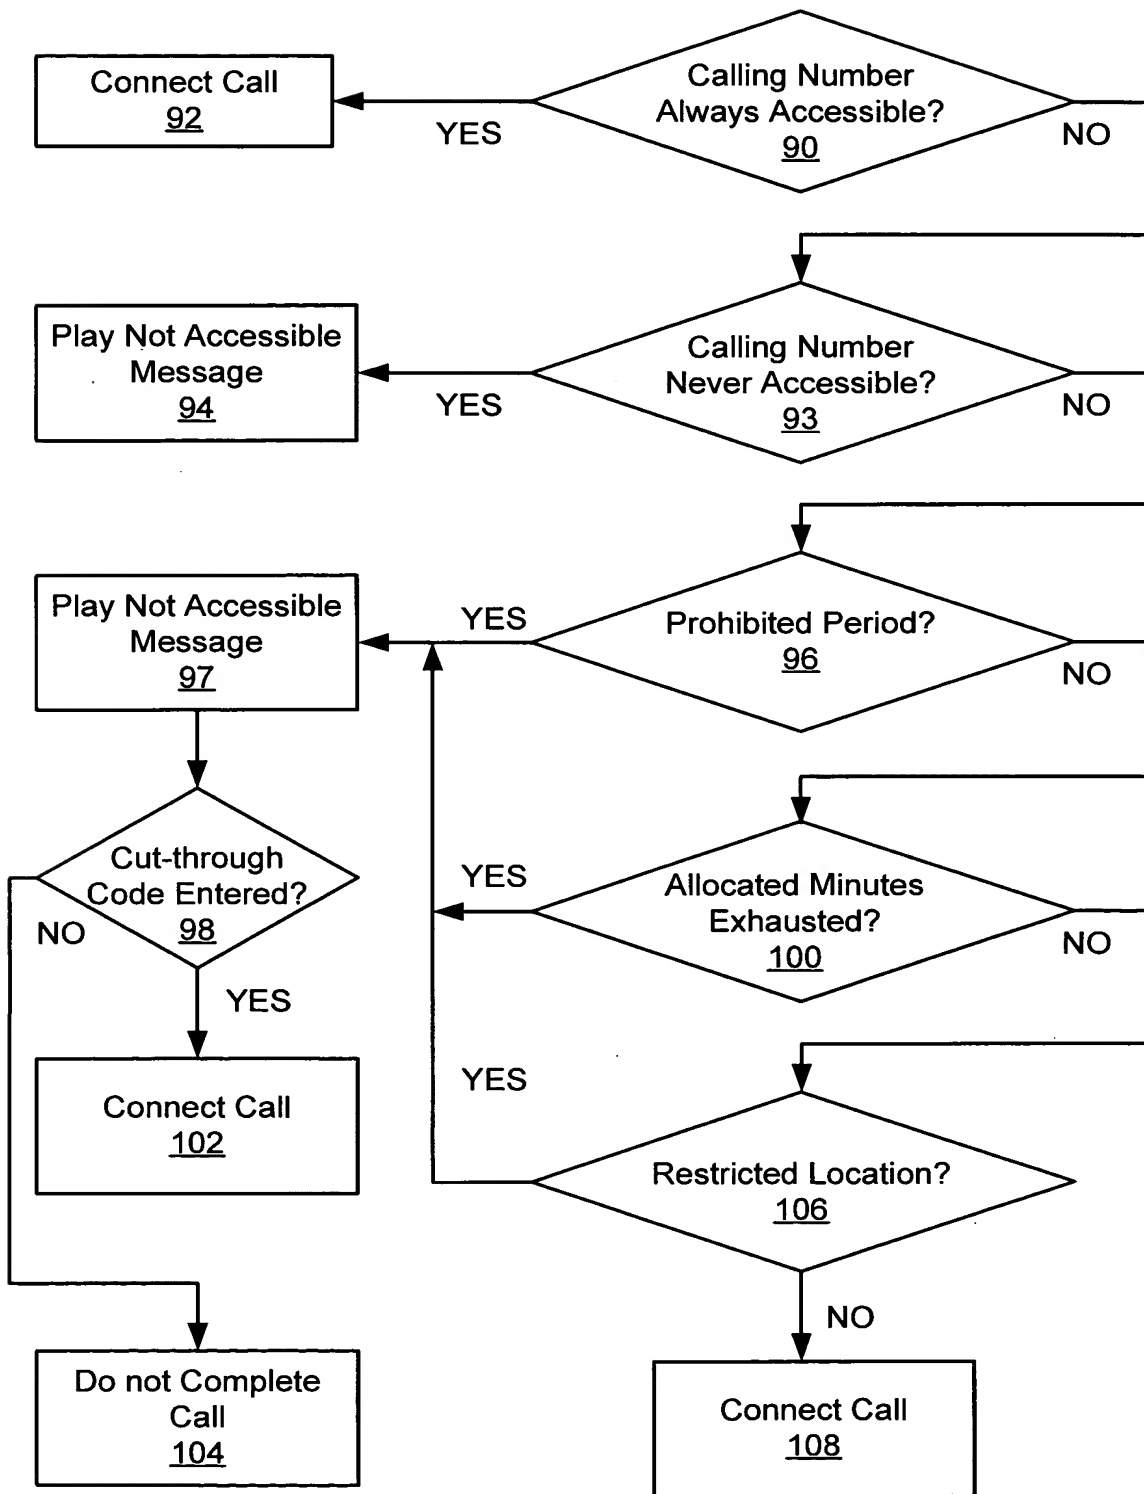 Connect Call
92
YES
Calling Number
Always Accessible?
90
NO
Play Not Accessible
Message
94
YES
Calling Number
Never Accessible?
93
NO
Play Not Accessible
Message
97
YES
Prohibited Period?
96
NO
Cut-through
Code Entered?
98
NO
YES
YES
Allocated Minutes
Exhausted?
100
NO
Connect Call
102
YES
Restricted Location?
106
NO
Do not Complete
Call
104
Connect Call
108